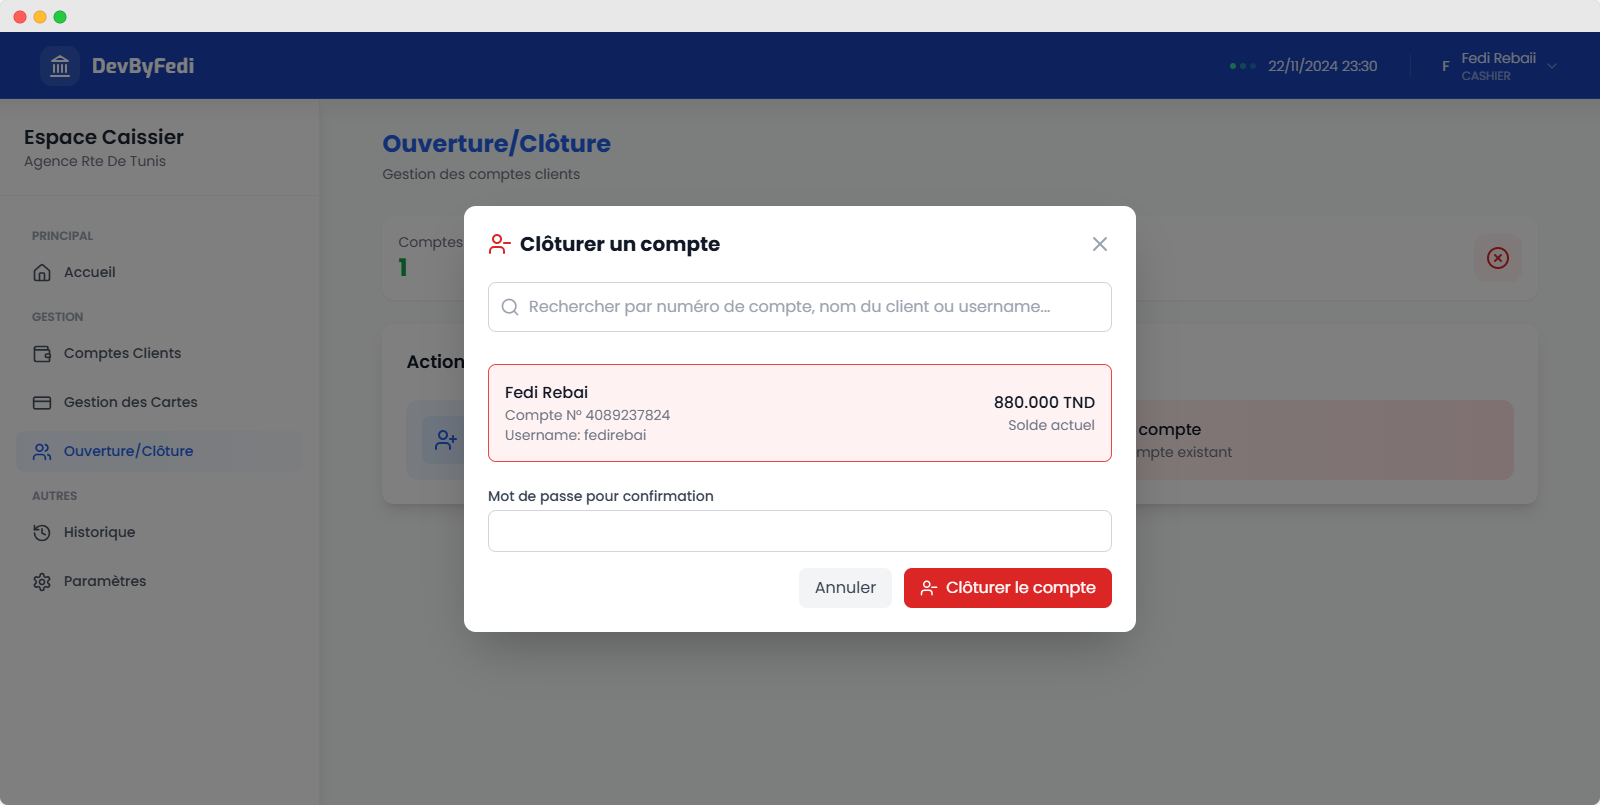 DevByFedi
22/11/2024 23:30
F
Fedi Rebaii
CASHIER
Espace Caissier
Agence Rte De Tunis
PRINCIPAL
Accueil
GESTION
Comptes Clients
Gestion des Cartes
Ouverture/Clôture
AUTRES
Historique
Paramètres
Ouverture/Clôture
Gestion des comptes clients
Comptes
1
Action
compte
mpte existant
Clôturer un compte
Rechercher par numéro de compte, nom du client ou username...
Fedi Rebai
Compte N° 4089237824
Username: fedirebai
880.000 TND
Solde actuel
Mot de passe pour confirmation
Annuler
Clôturer le compte